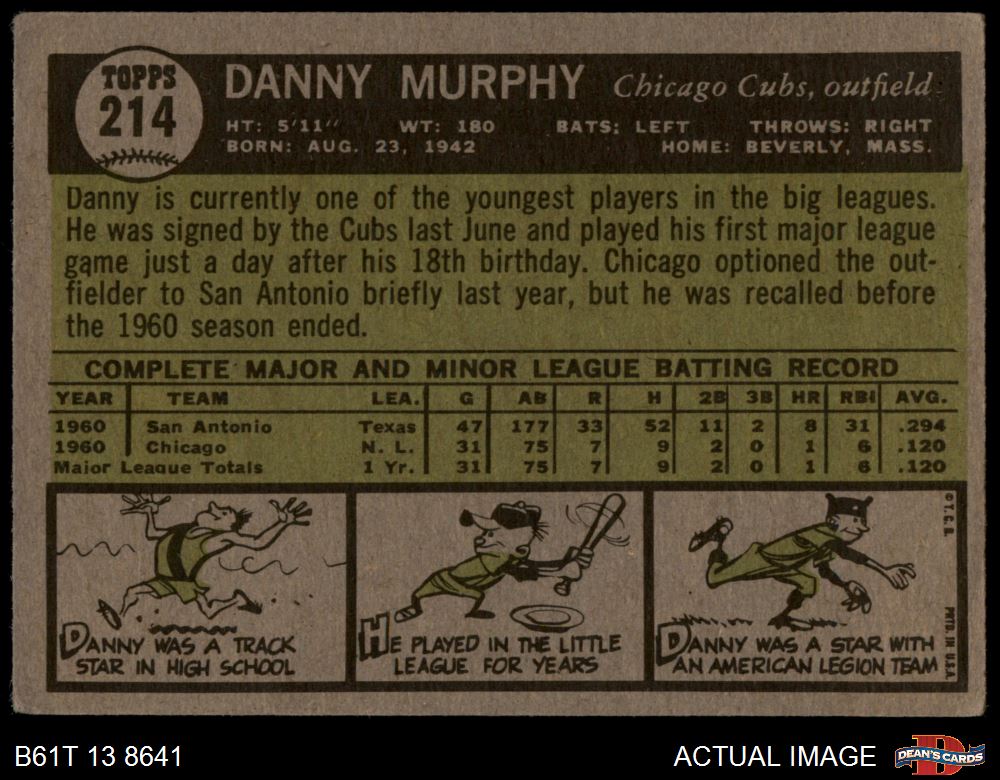 TOPPS
214
DANNY MURPHY Chicago Cubs, outfield
HT: 5'11" WT: 180 BATS: LEFT THROWS: RIGHT
BORN: AUG. 23, 1942 HOME: BEVERLY, MASS.
Danny is currently one of the youngest players in the big leagues.
He was signed by the Cubs last June and played his first major league
game just a day after his 18th birthday. Chicago optioned the out-
fielder to San Antonio briefly last year, but he was recalled before
the 1960 season ended.
COMPLETE MAJOR AND MINOR LEAGUE BATTING RECORD
YEAR TEAM LEA. G AB R H 2B 3B HR RBI AVG.
1960 San Antonio Texas 47 177 33 52 11 2 8 31 .294
1960 Chicago N. L. 31 75 7 9 2 0 1 6 .120
Major League Totals 1 Yr. 31 75 7 9 2 0 1 6 .120
DANNY WAS A TRACK
STAR IN HIGH SCHOOL
HE PLAYED IN THE LITTLE
LEAGUE FOR YEARS
DANNY WAS A STAR WITH
AN AMERICAN LEGION TEAM
© T. C. G. PRTD. IN U.S.A.
B61T 13 8641
ACTUAL IMAGE
D
DEAN'S CARDS